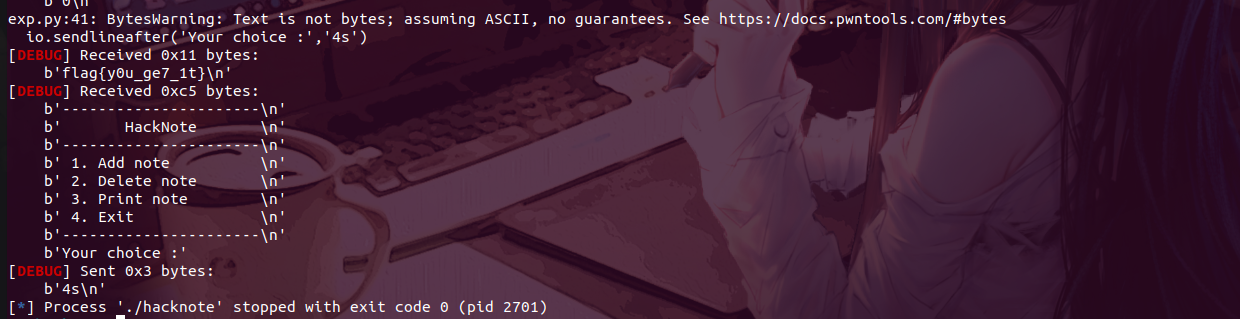 b'0\n'
exp.py:41: BytesWarning: Text is not bytes; assuming ASCII, no guarantees. See https://docs.pwntools.com/#bytes
  io.sendlineafter('Your choice :','4s')
[DEBUG] Received 0x11 bytes:
    b'flag{y0u_ge7_1t}\n'
[DEBUG] Received 0xc5 bytes:
    b'----------------------\n'
    b'       HackNote       \n'
    b'----------------------\n'
    b' 1. Add note          \n'
    b' 2. Delete note       \n'
    b' 3. Print note        \n'
    b' 4. Exit              \n'
    b'----------------------\n'
    b'Your choice :'
[DEBUG] Sent 0x3 bytes:
    b'4s\n'
[*] Process './hacknote' stopped with exit code 0 (pid 2701)